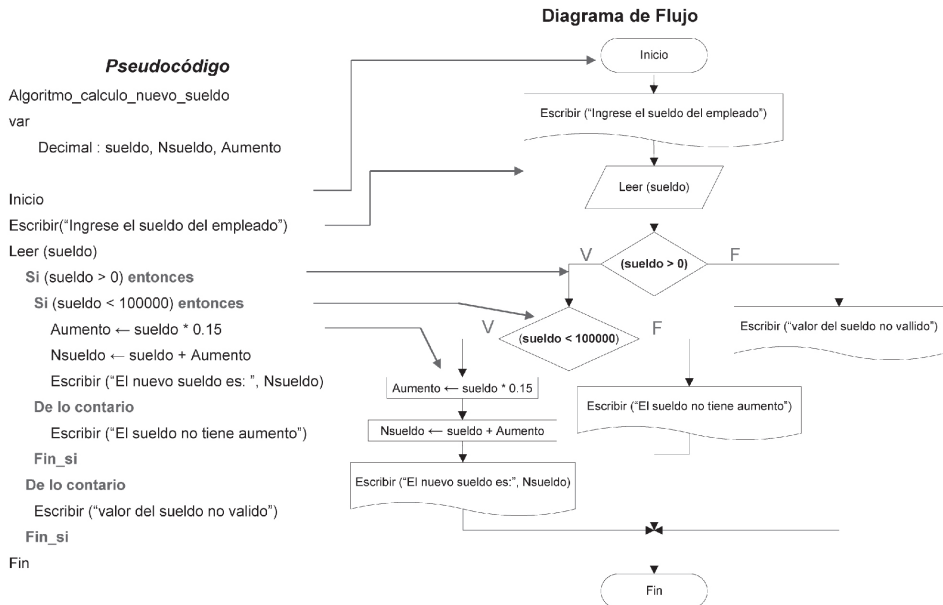 Diagrama de Flujo
Pseudocódigo
Algoritmo_calculo_nuevo_sueldo
var
Decimal : sueldo, Nsueldo, Aumento
Inicio
Escribir(“Ingrese el sueldo del empleado”)
Leer (sueldo)
Si (sueldo > 0) entonces
Si (sueldo < 100000) entonces
Aumento ← sueldo * 0.15
Nsueldo ← sueldo + Aumento
Escribir (“El nuevo sueldo es: ”, Nsueldo)
De lo contario
Escribir (“El sueldo no tiene aumento”)
Fin_si
De lo contario
Escribir (“valor del sueldo no valido”)
Fin_si
Fin
Inicio
Escribir (“Ingrese el sueldo del empleado”)
Leer (sueldo)
V
(sueldo > 0)
F
V
(sueldo < 100000)
F
Escribir (“valor del sueldo no vallido”)
Aumento ← sueldo * 0.15
Escribir (“El sueldo no tiene aumento”)
Nsueldo ← sueldo + Aumento
Escribir (“El nuevo sueldo es:”, Nsueldo)
Fin